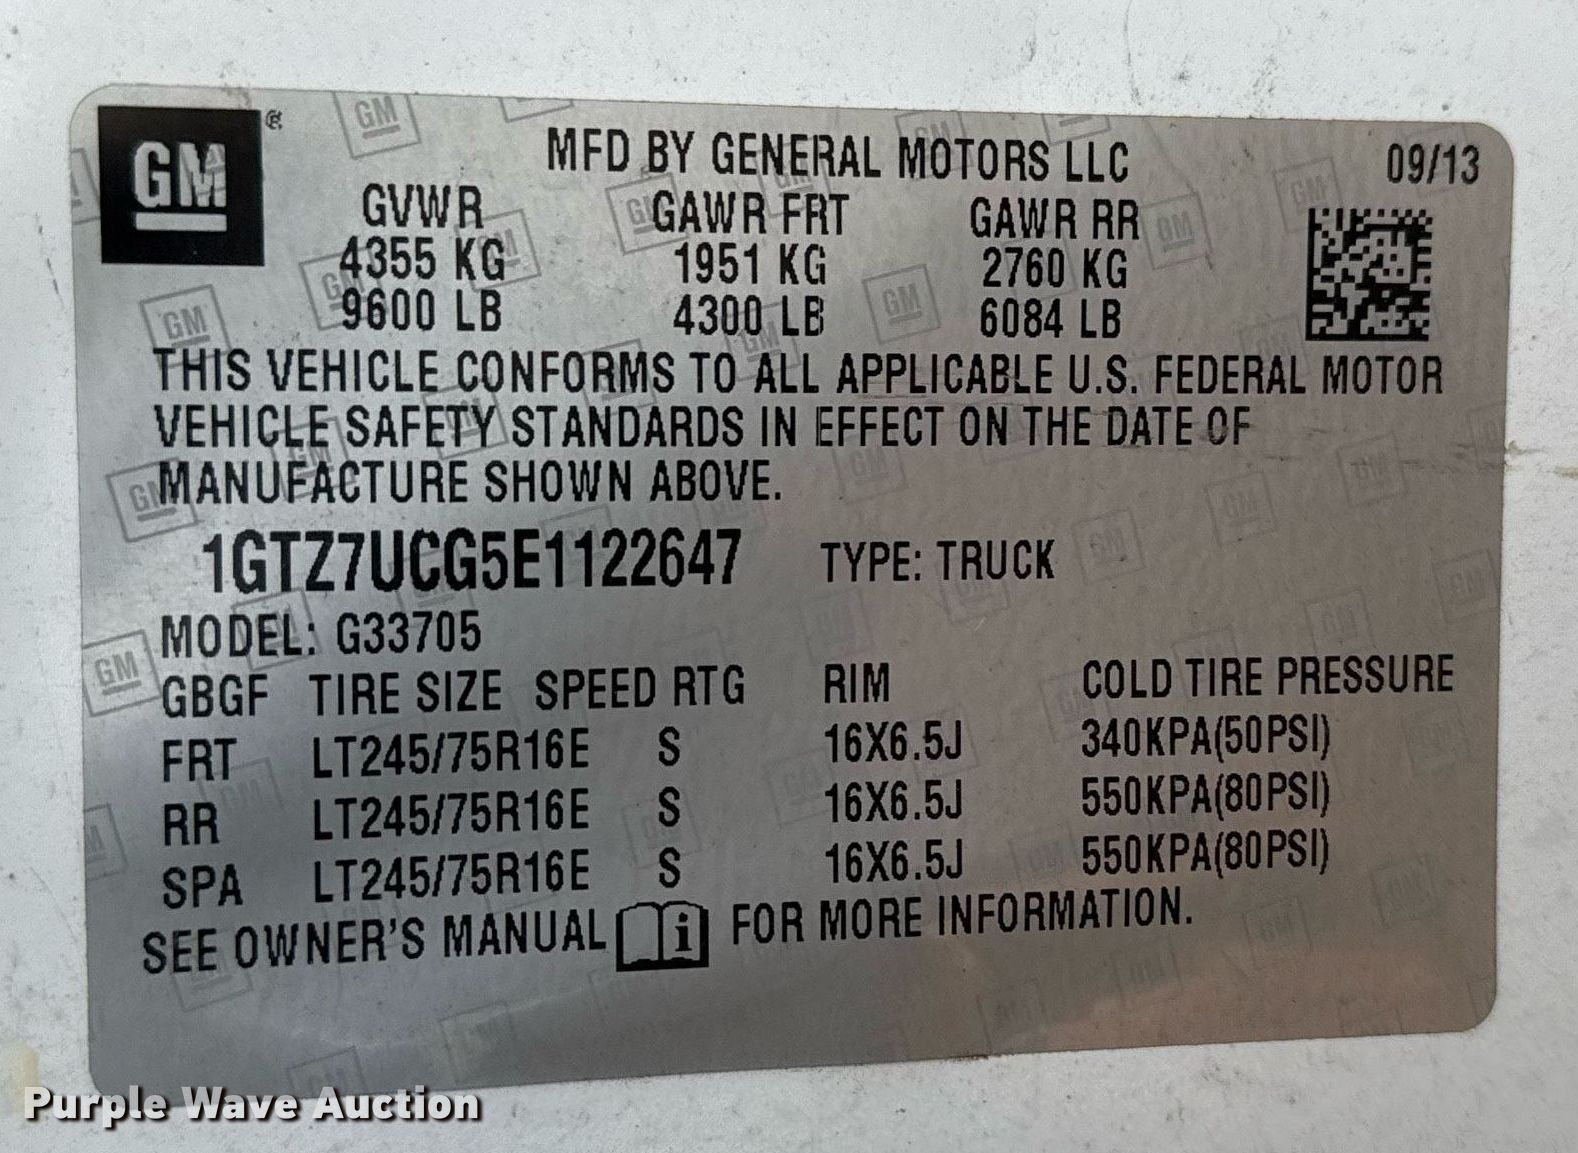 GM ®
MFD BY GENERAL MOTORS LLC 09/13
GVWR GAWR FRT GAWR RR
4355 KG 1951 KG 2760 KG
9600 LB 4300 LB 6084 LB
THIS VEHICLE CONFORMS TO ALL APPLICABLE U.S. FEDERAL MOTOR
VEHICLE SAFETY STANDARDS IN EFFECT ON THE DATE OF
MANUFACTURE SHOWN ABOVE.
1GTZ7UCG5E1122647 TYPE: TRUCK
MODEL: G33705
GBGF TIRE SIZE SPEED RTG RIM COLD TIRE PRESSURE
FRT LT245/75R16E S 16X6.5J 340KPA(50PSI)
RR LT245/75R16E S 16X6.5J 550KPA(80PSI)
SPA LT245/75R16E S 16X6.5J 550KPA(80PSI)
SEE OWNER'S MANUAL i FOR MORE INFORMATION.
Purple Wave Auction